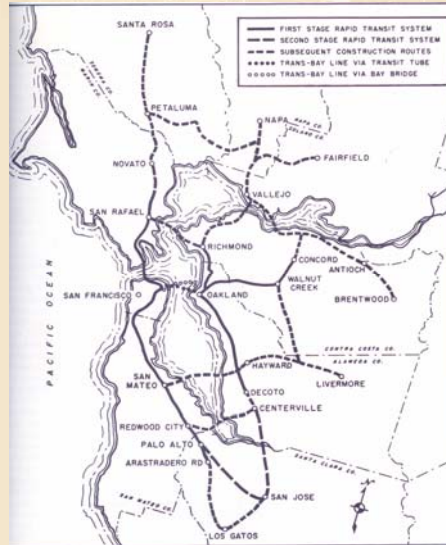 SANTA ROSA
FIRST STAGE RAPID TRANSIT SYSTEM
SECOND STAGE RAPID TRANSIT SYSTEM
SUBSEQUENT CONSTRUCTION ROUTES
TRANS-BAY LINE VIA TRANSIT TUBE
TRANS-BAY LINE VIA BAY BRIDGE
PETALUMA
NAPA
NAPA CO.
SOLANO CO.
NOVATO
FAIRFIELD
VALLEJO
SAN RAFAEL
RICHMOND
CONCORD
ANTIOCH
WALNUT
CREEK
SAN FRANCISCO
OAKLAND
BRENTWOOD
PACIFIC OCEAN
CONTRA COSTA CO.
ALAMEDA CO.
HAYWARD
SAN
MATEO
LIVERMORE
DECOTO
CENTERVILLE
REDWOOD CITY
PALO ALTO
SANTA CLARA CO.
ARASTRADERO RD
SAN MATEO CO.
SAN JOSE
LOS GATOS